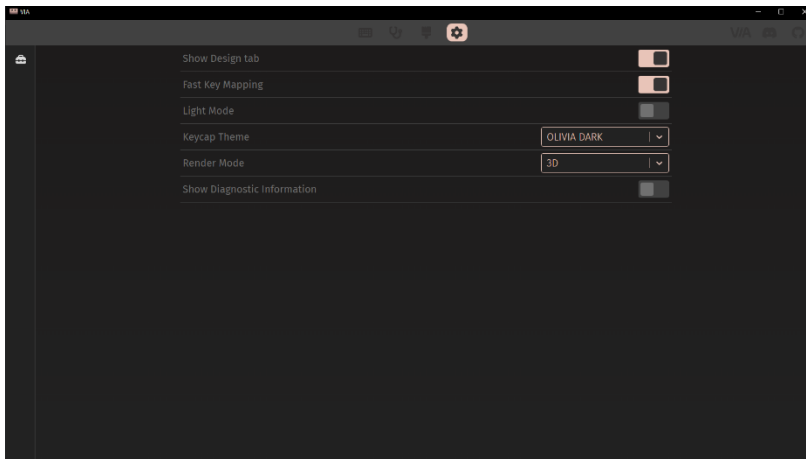 VIA
VIA
Show Design tab
Fast Key Mapping
Light Mode
Keycap Theme
OLIVIA DARK
Render Mode
3D
Show Diagnostic Information